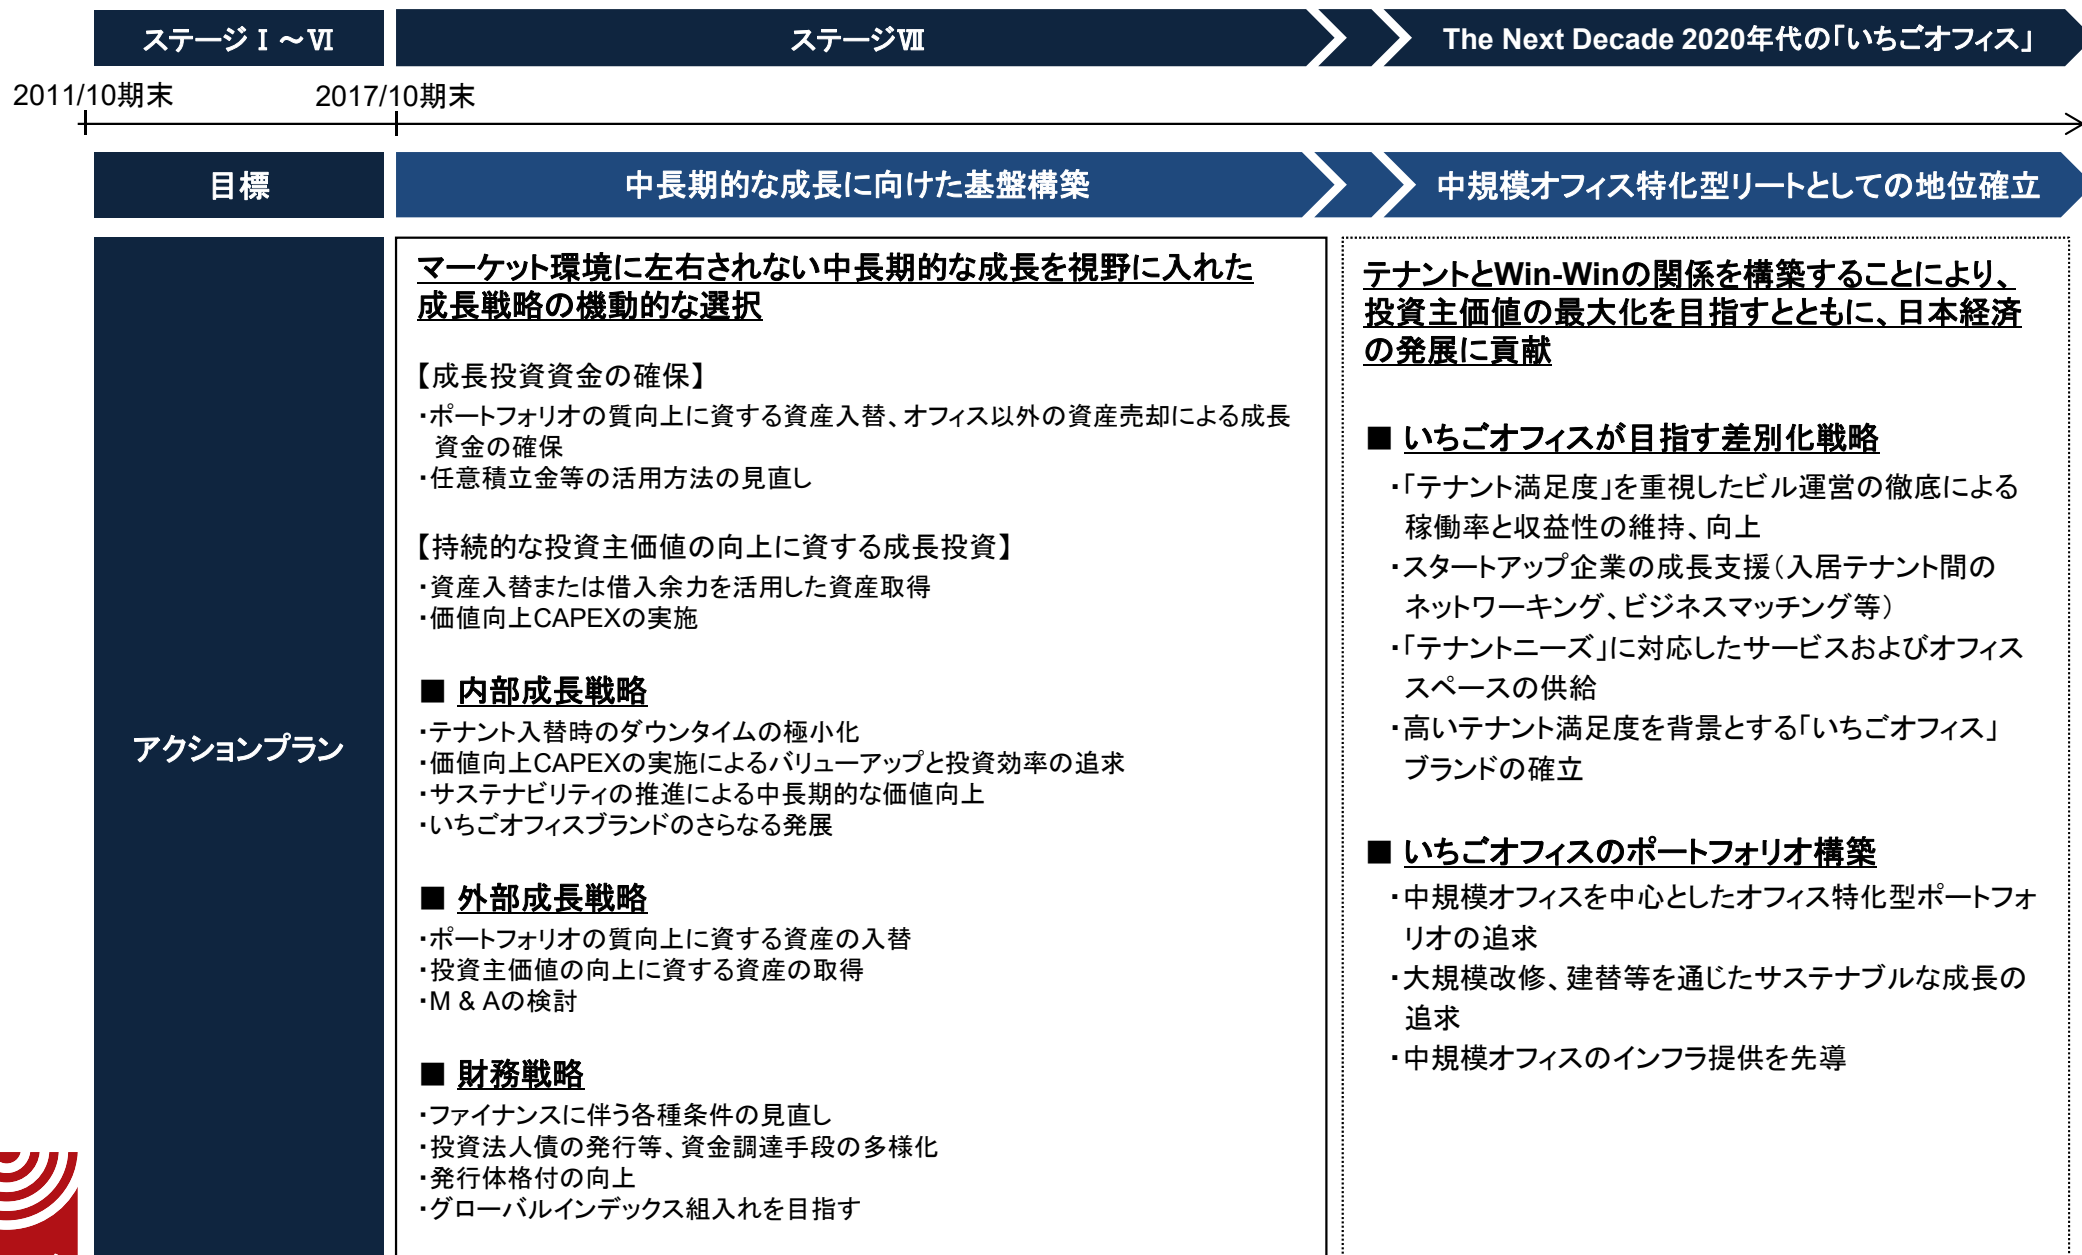 ステージⅠ～Ⅵ
ステージⅦ
The Next Decade 2020年代の「いちごオフィス」
2011/10期末
2017/10期末
目標
中長期的な成長に向けた基盤構築
中規模オフィス特化型リートとしての地位確立
アクションプラン
マーケット環境に左右されない中長期的な成長を視野に入れた
成長戦略の機動的な選択
【成長投資資金の確保】
・ポートフォリオの質向上に資する資産入替、オフィス以外の資産売却による成長
資金の確保
・任意積立金等の活用方法の見直し
【持続的な投資主価値の向上に資する成長投資】
・資産入替または借入余力を活用した資産取得
・価値向上CAPEXの実施
■ 内部成長戦略
・テナント入替時のダウンタイムの極小化
・価値向上CAPEXの実施によるバリューアップと投資効率の追求
・サステナビリティの推進による中長期的な価値向上
・いちごオフィスブランドのさらなる発展
■ 外部成長戦略
・ポートフォリオの質向上に資する資産の入替
・投資主価値の向上に資する資産の取得
・M & Aの検討
■ 財務戦略
・ファイナンスに伴う各種条件の見直し
・投資法人債の発行等、資金調達手段の多様化
・発行体格付の向上
・グローバルインデックス組入れを目指す
テナントとWin-Winの関係を構築することにより、
投資主価値の最大化を目指すとともに、日本経済
の発展に貢献
■ いちごオフィスが目指す差別化戦略
・「テナント満足度」を重視したビル運営の徹底による
稼働率と収益性の維持、向上
・スタートアップ企業の成長支援（入居テナント間の
ネットワーキング、ビジネスマッチング等）
・「テナントニーズ」に対応したサービスおよびオフィス
スペースの供給
・高いテナント満足度を背景とする「いちごオフィス」
ブランドの確立
■ いちごオフィスのポートフォリオ構築
・中規模オフィスを中心としたオフィス特化型ポートフォ
リオの追求
・大規模改修、建替等を通じたサステナブルな成長の
追求
・中規模オフィスのインフラ提供を先導